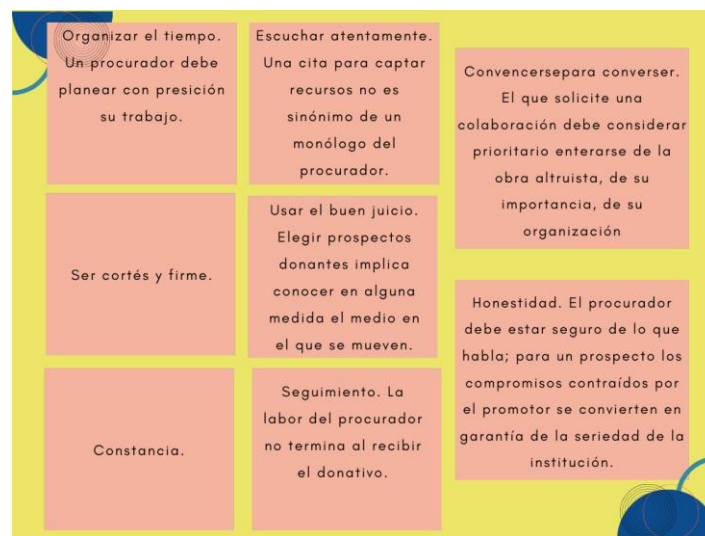 Organizar el tiempo.
Un procurador debe
planear con presición
su trabajo.
Escuchar atentamente.
Una cita para captar
recursos no es
sinónimo de un
monólogo del
procurador.
Convencersepara converser.
El que solicite una
colaboración debe considerar
prioritario enterarse de la
obra altruista, de su
importancia, de su
organización
Ser cortés y firme.
Usar el buen juicio.
Elegir prospectos
donantes implica
conocer en alguna
medida el medio en
el que se mueven.
Honestidad. El procurador
debe estar seguro de lo que
habla; para un prospecto los
compromisos contraídos por
el promotor se convierten en
garantía de la seriedad de la
institución.
Constancia.
Seguimiento. La
labor del procurador
no termina al recibir
el donativo.